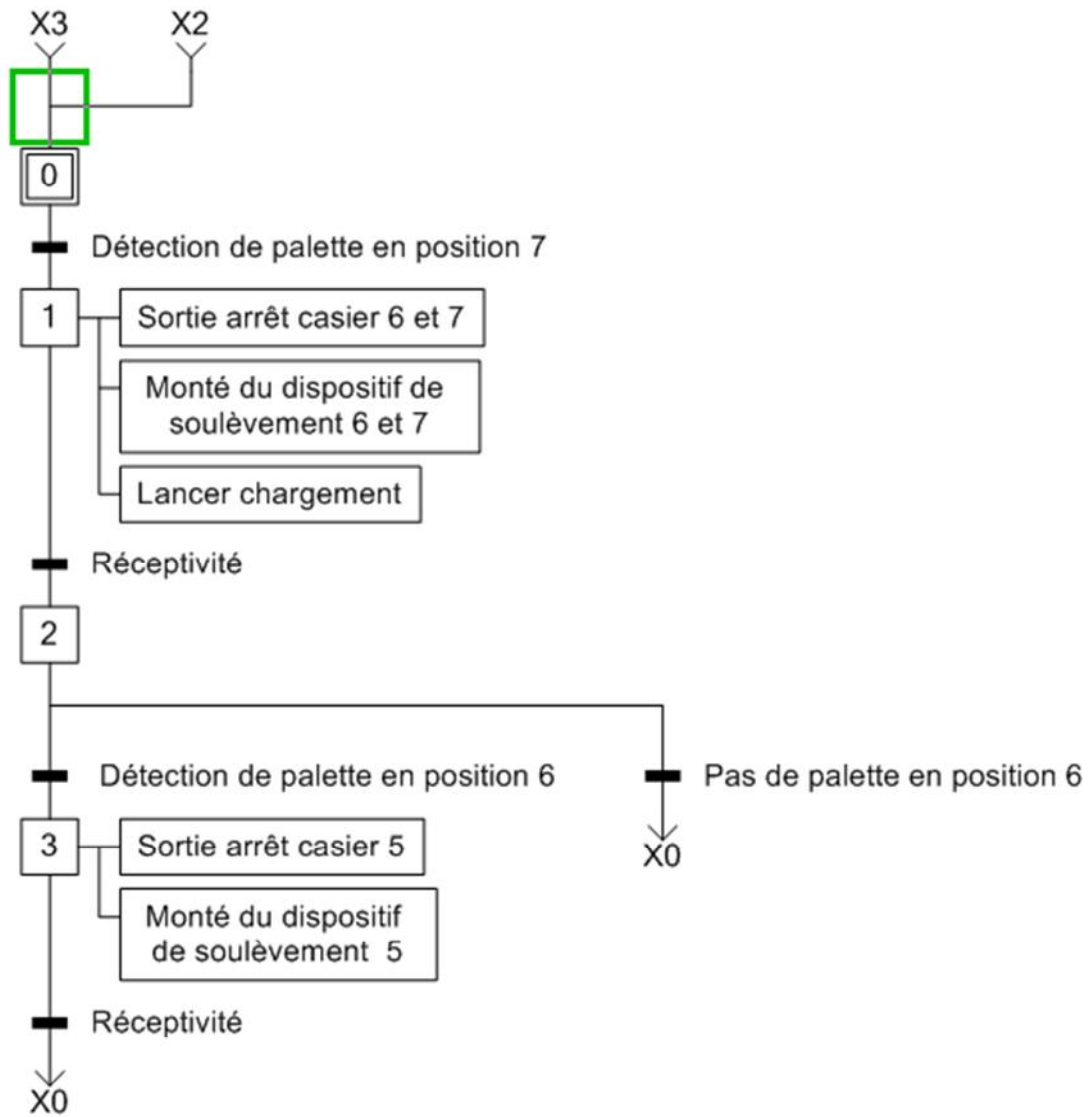 X3 X2
0
Détection de palette en position 7
1
Sortie arrêt casier 6 et 7
Monté du dispositif de
soulèvement 6 et 7
Lancer chargement
Réceptivité
2
Détection de palette en position 6
Pas de palette en position 6
3
Sortie arrêt casier 5
X0
Monté du dispositif
de soulèvement 5
Réceptivité
X0